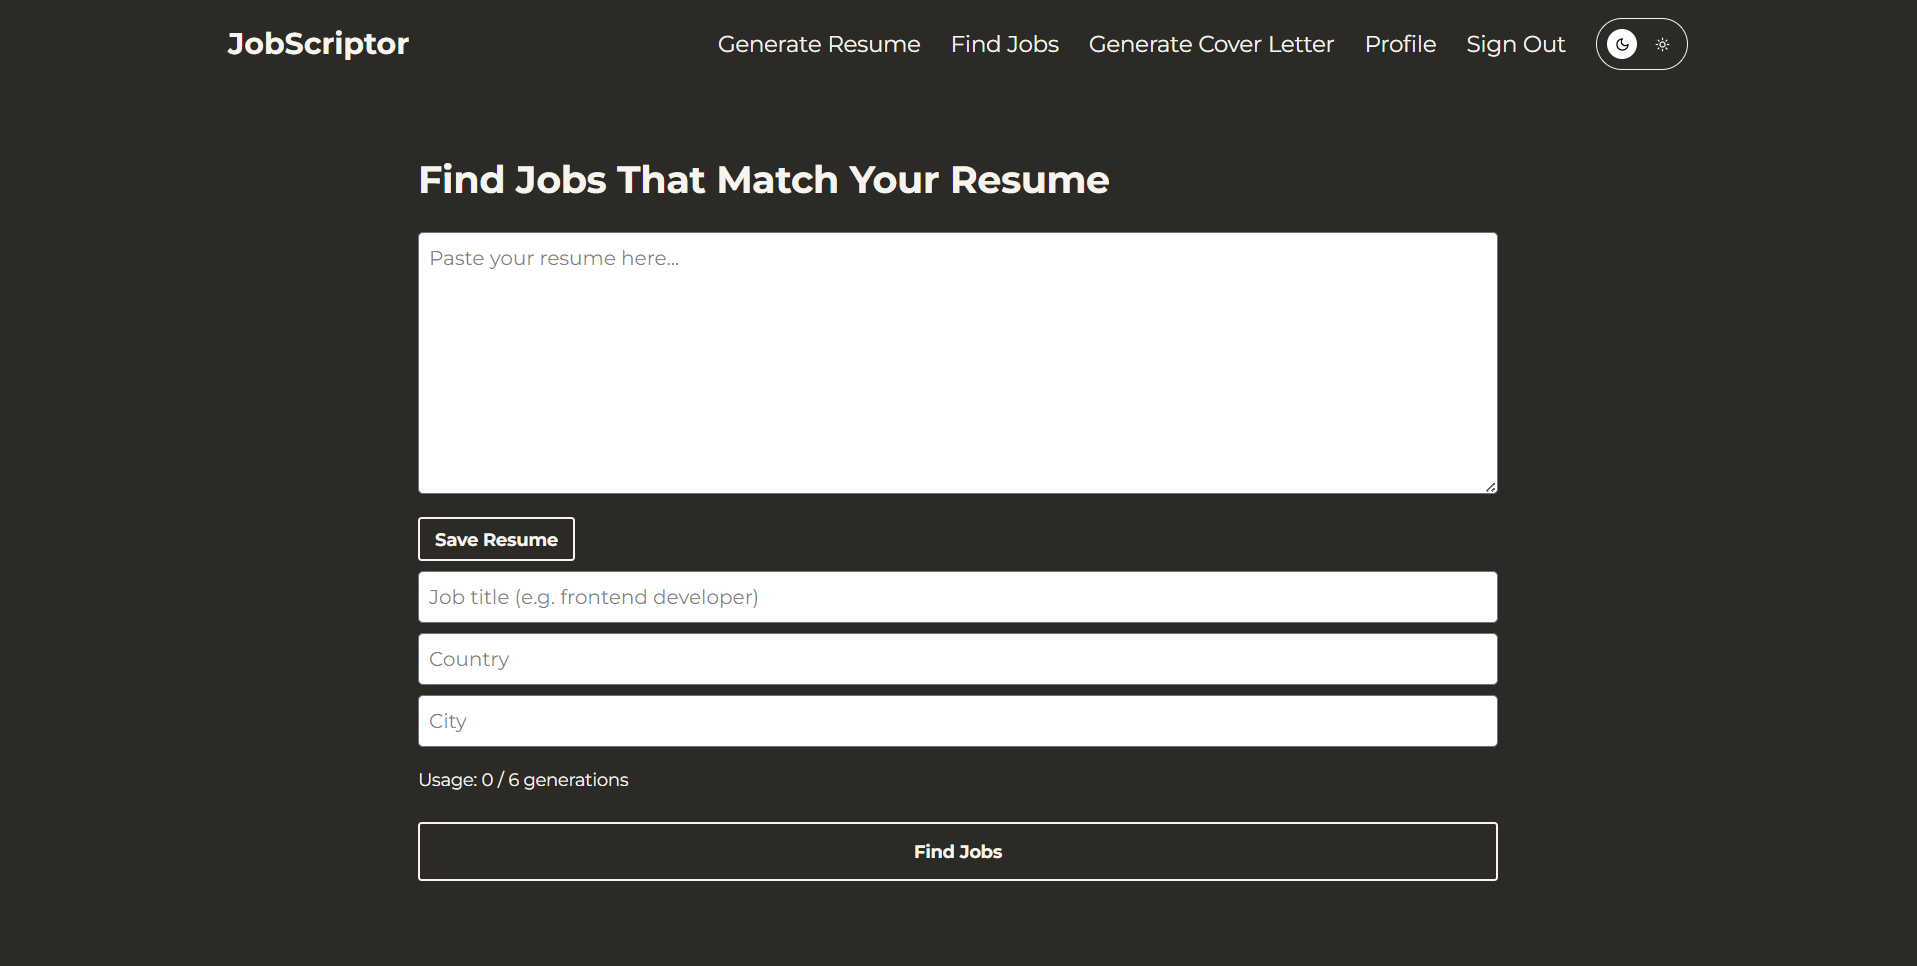 JobScriptor
Generate Resume Find Jobs Generate Cover Letter Profile Sign Out
Find Jobs That Match Your Resume
Paste your resume here...
Save Resume
Job title (e.g. frontend developer)
Country
City
Usage: 0 / 6 generations
Find Jobs